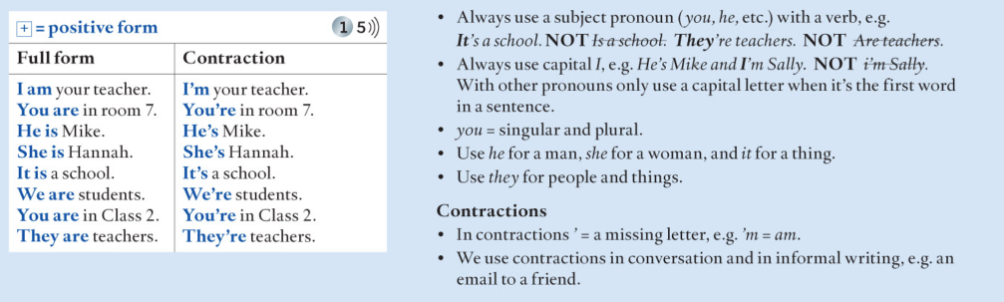 + = positive form
1 5
Full form Contraction
I am your teacher. I'm your teacher.
You are in room 7. You're in room 7.
He is Mike. He's Mike.
She is Hannah. She's Hannah.
It is a school. It's a school.
We are students. We're students.
You are in Class 2. You're in Class 2.
They are teachers. They're teachers.
• Always use a subject pronoun (you, he, etc.) with a verb, e.g.
It's a school. NOT Is a school. They're teachers. NOT Are teachers.
• Always use capital I, e.g. He's Mike and I'm Sally. NOT i'm Sally.
With other pronouns only use a capital letter when it's the first word
in a sentence.
• you = singular and plural.
• Use he for a man, she for a woman, and it for a thing.
• Use they for people and things.
Contractions
• In contractions ' = a missing letter, e.g. 'm = am.
• We use contractions in conversation and in informal writing, e.g. an
email to a friend.